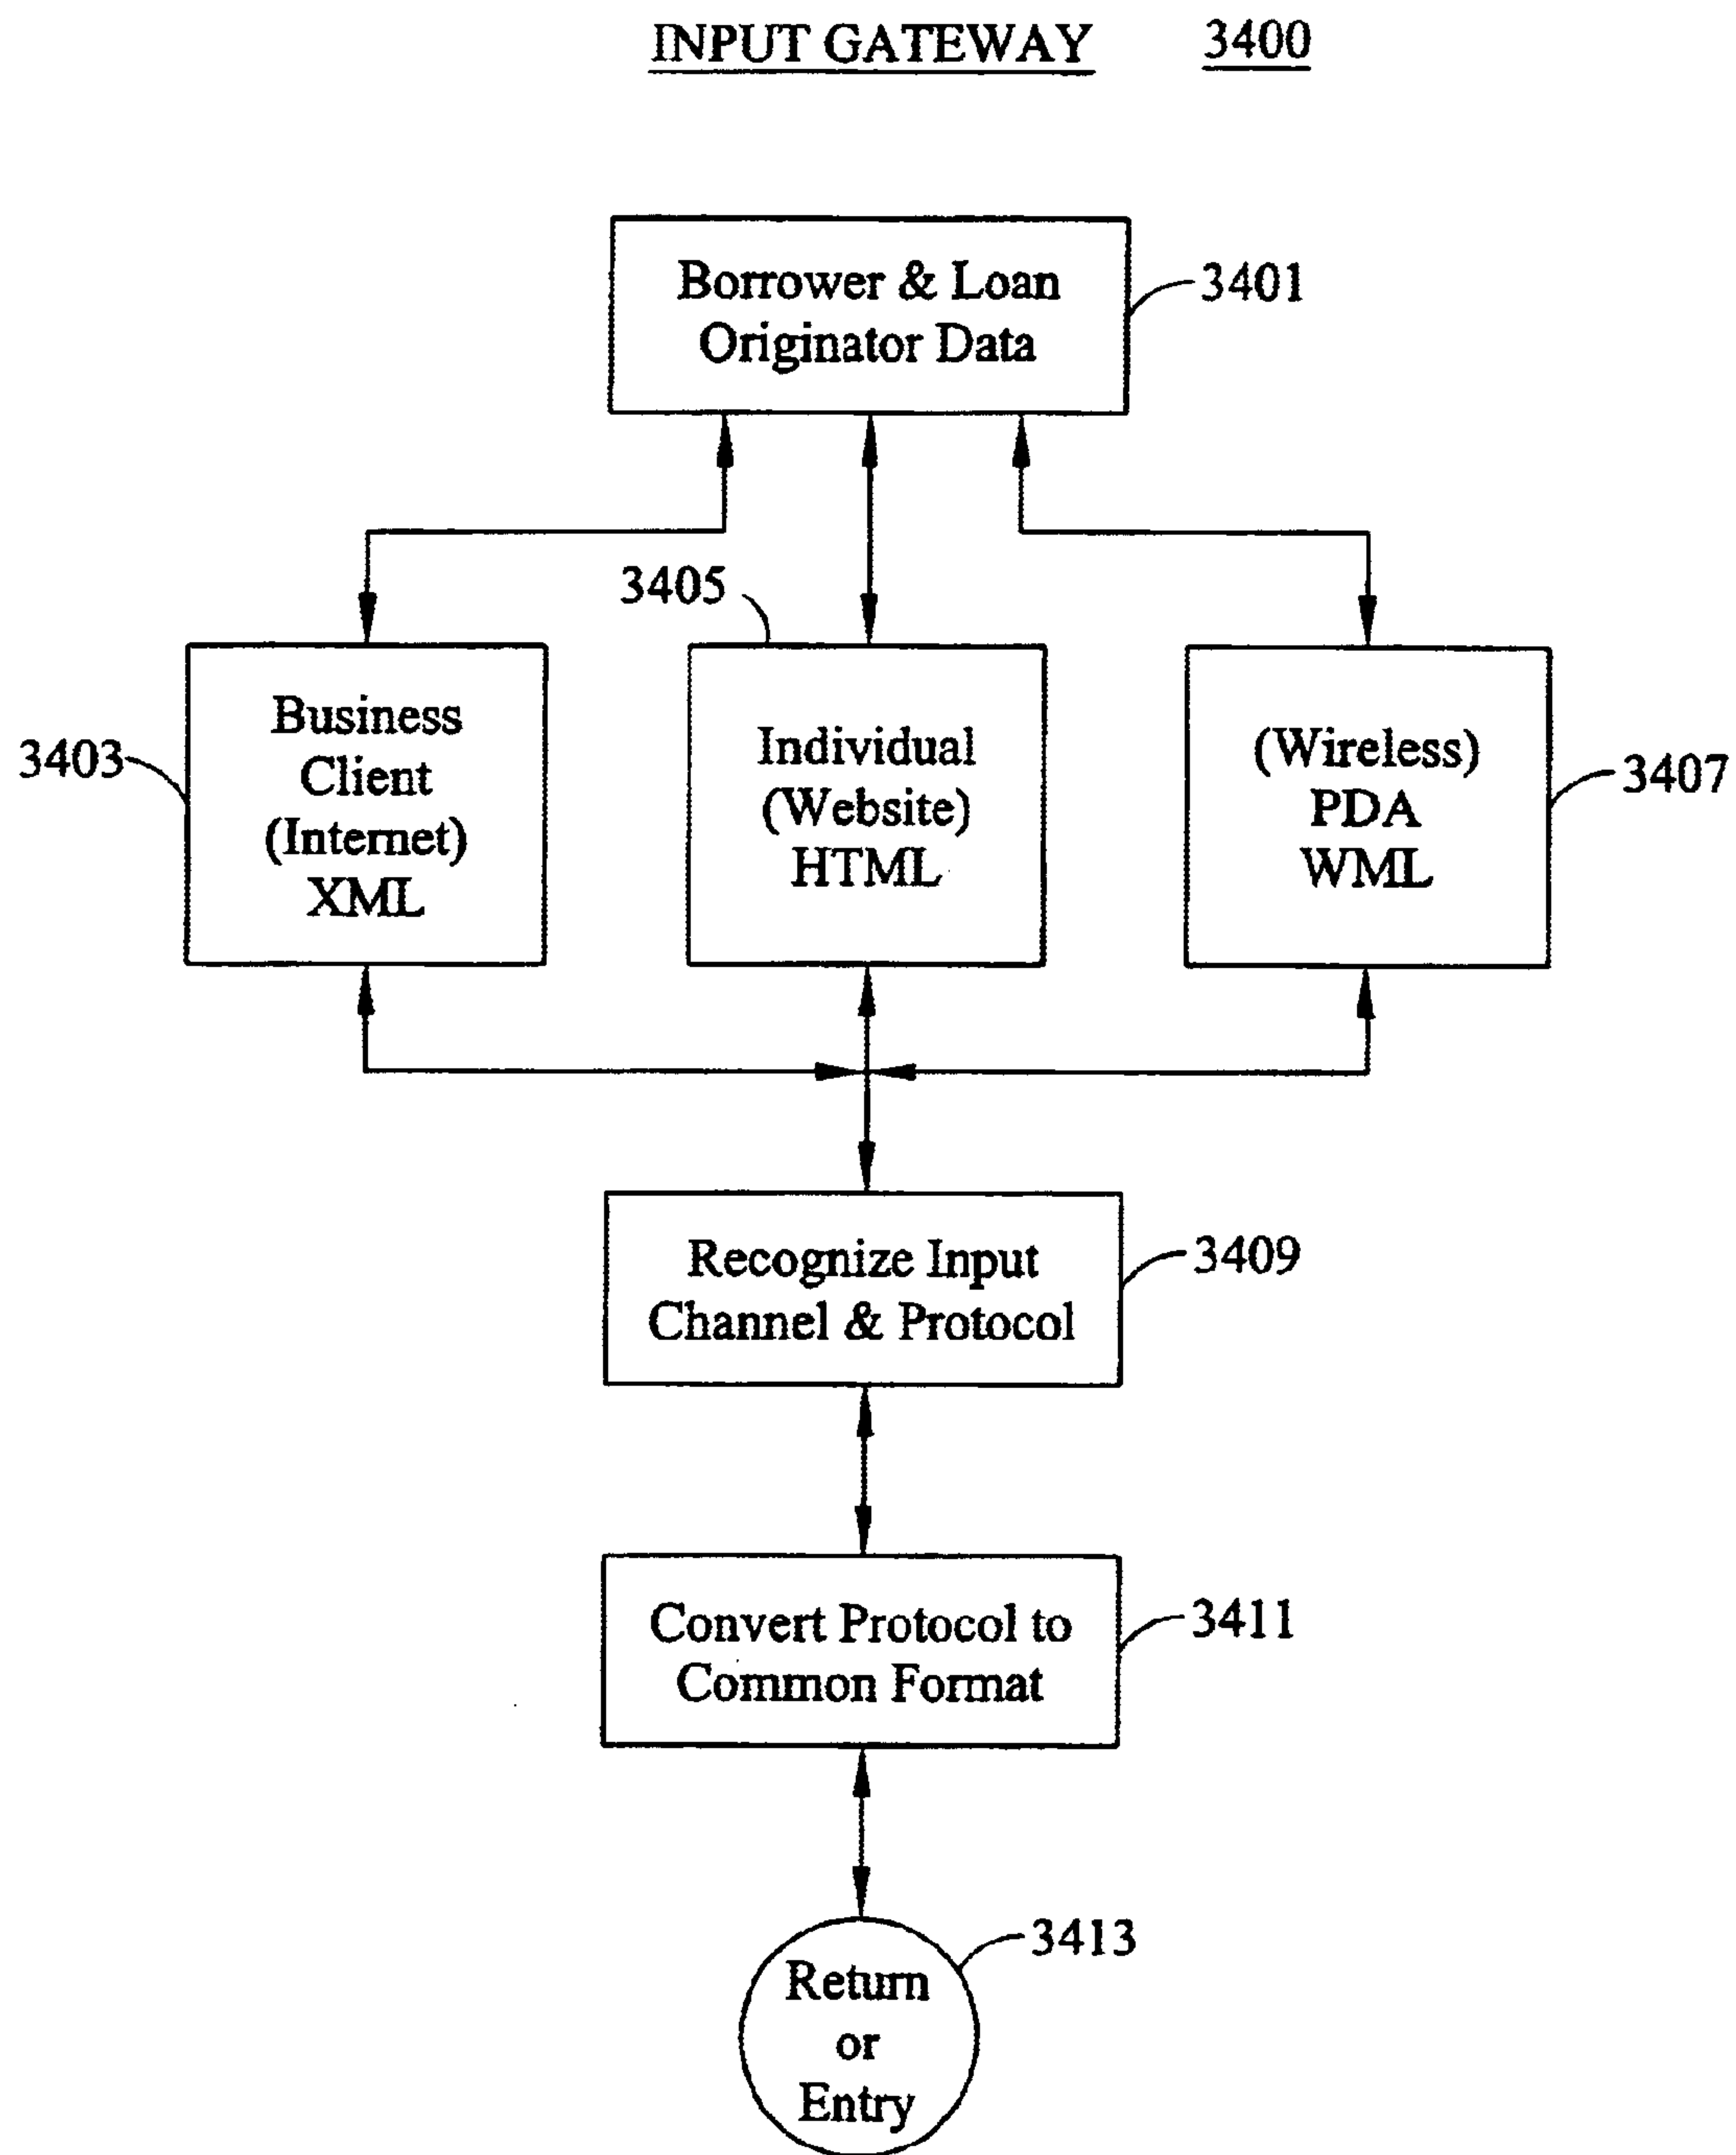 INPUT GATEWAY 3400
Borrower & Loan
Originator Data
3401
3405
Business
Client
(Internet)
XML
3403
Individual
(Website)
HTML
(Wireless)
PDA
WML
3407
Recognize Input
Channel & Protocol
3409
Convert Protocol to
Common Format
3411
Return
or
Entry
3413